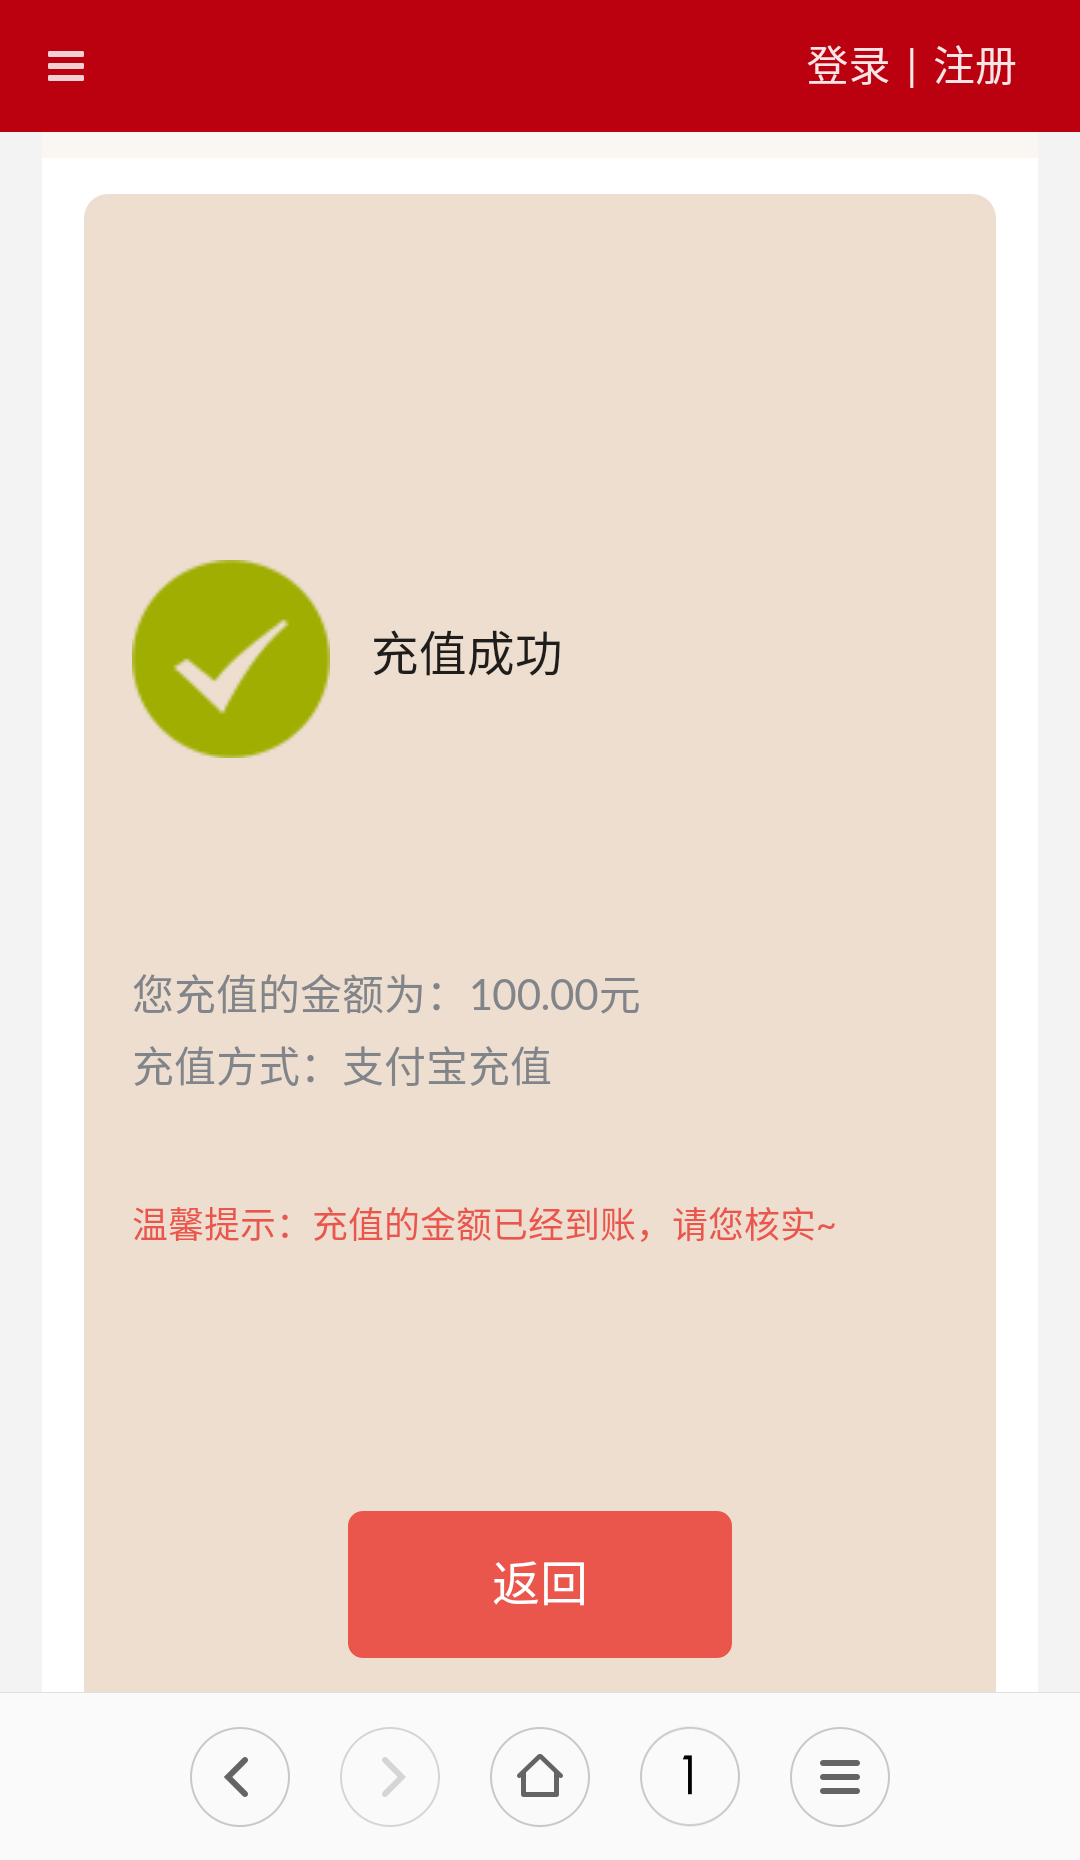 登录 | 注册
充值成功
您充值的金额为：100.00元
充值方式：支付宝充值
温馨提示：充值的金额已经到账，请您核实~
返回
1